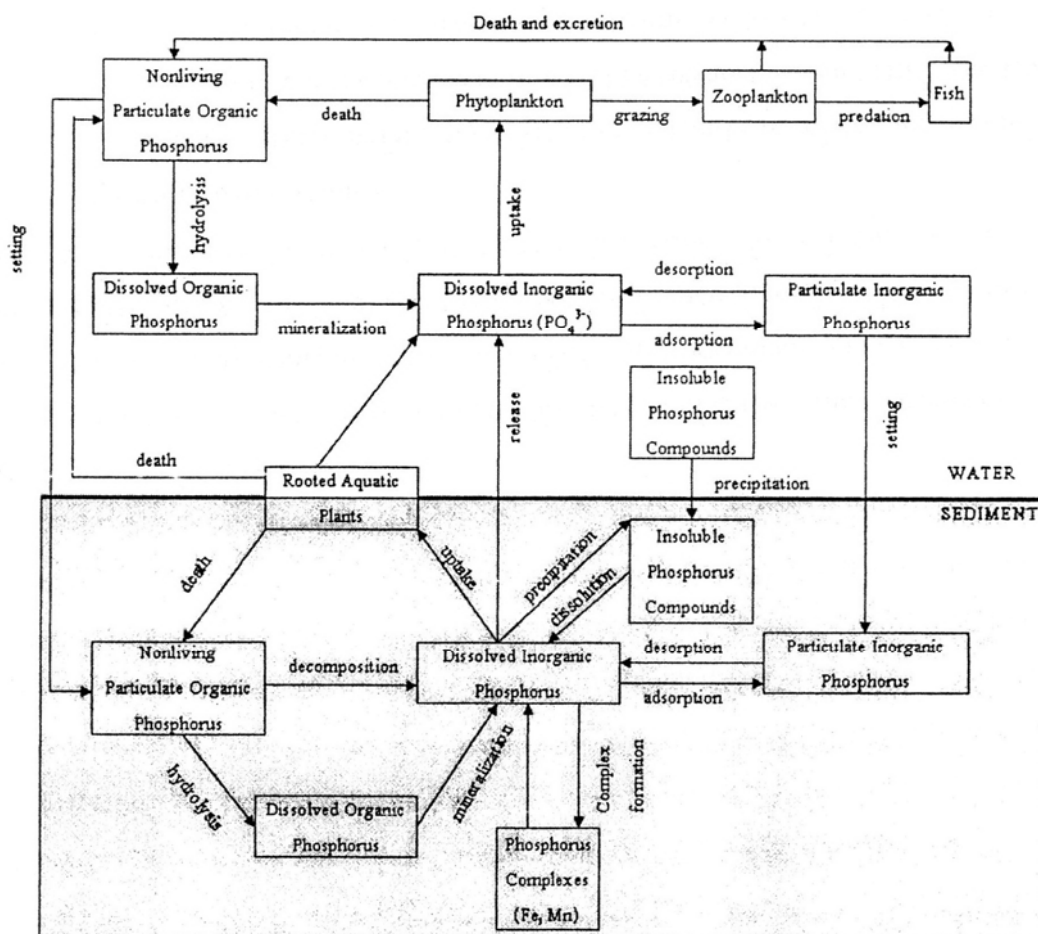 Death and excretion
Nonliving
Particulate Organic
Phosphorus
death
Phytoplankton
grazing
Zooplankton
predation
Fish
hydrolysis
uptake
setting
Dissolved Organic
Phosphorus
mineralization
Dissolved Inorganic
Phosphorus (PO₄³⁻)
desorption
adsorption
Particulate Inorganic
Phosphorus
Insoluble
Phosphorus
Compounds
release
setting
death
Rooted Aquatic
Plants
precipitation
WATER
SEDIMENT
death
uptake
precipitation
dissolution
Insoluble
Phosphorus
Compounds
Nonliving
Particulate Organic
Phosphorus
decomposition
Dissolved Inorganic
Phosphorus
desorption
adsorption
Particulate Inorganic
Phosphorus
hydrolysis
Dissolved Organic
Phosphorus
mineralization
Complex
formation
Phosphorus
Complexes
(Fe, Mn)